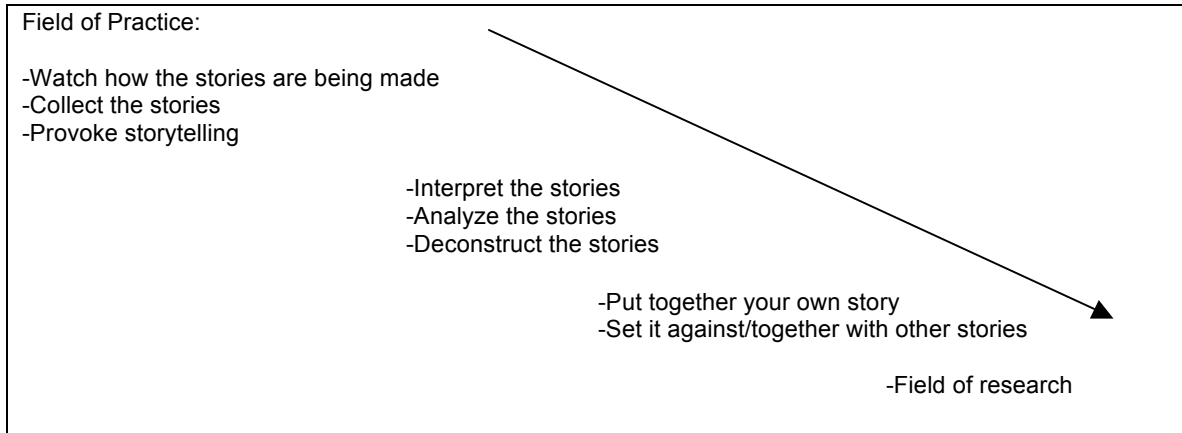 Field of Practice:
-Watch how the stories are being made
-Collect the stories
-Provoke storytelling
-Interpret the stories
-Analyze the stories
-Deconstruct the stories
-Put together your own story
-Set it against/together with other stories
-Field of research